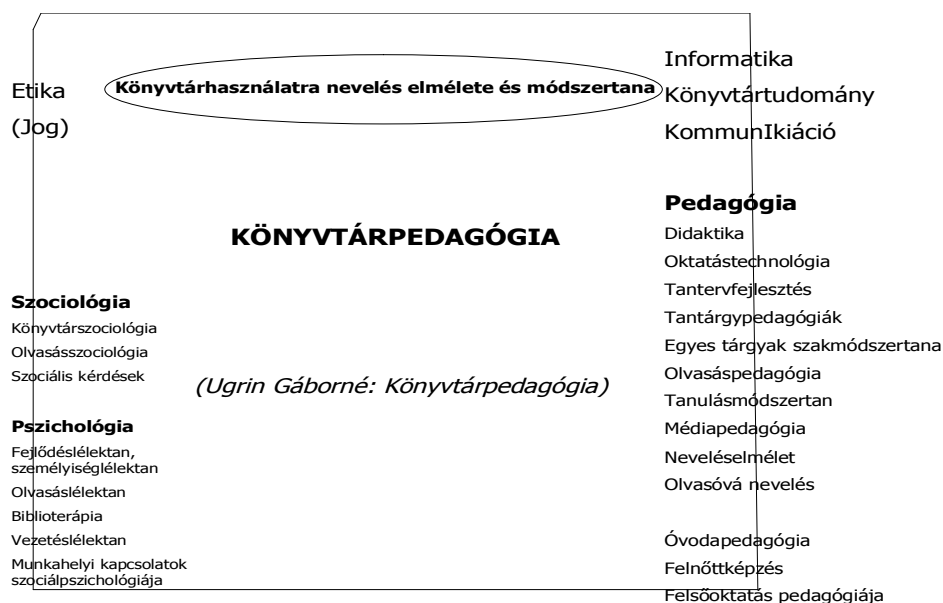 Etika
(Jog)
Könyvtárhasználatra nevelés elmélete és módszertana
Informatika
Könyvtártudomány
KommunIkiáció
KÖNYVTÁRPEDAGÓGIA
(Ugrin Gáborné: Könyvtárpedagógia)
Szociológia
Könyvtárszociológia
Olvasásszociológia
Szociális kérdések
Pszichológia
Fejlődéslélektan,
személyiséglélektan
Olvasáslélektan
Biblioterápia
Vezetéslélektan
Munkahelyi kapcsolatok
szociálpszichológiája
Pedagógia
Didaktika
Oktatástechnológia
Tantervfejlesztés
Tantárgypedagógiák
Egyes tárgyak szakmódszertana
Olvasáspedagógia
Tanulásmódszertan
Médiapedagógia
Neveléselmélet
Olvasóvá nevelés
Óvodapedagógia
Felnőttképzés
Felsőoktatás pedagógiája